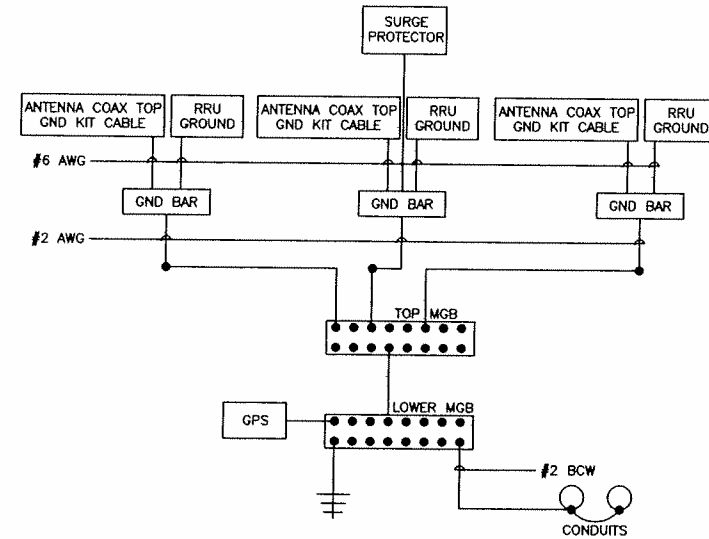 SURGE
PROTECTOR
ANTENNA COAX TOP
GND KIT CABLE
RRU
GROUND
ANTENNA COAX TOP
GND KIT CABLE
RRU
GROUND
ANTENNA COAX TOP
GND KIT CABLE
RRU
GROUND
#6 AWG
GND BAR
GND BAR
GND BAR
#2 AWG
TOP MGB
LOWER MGB
GPS
#2 BCW
CONDUITS